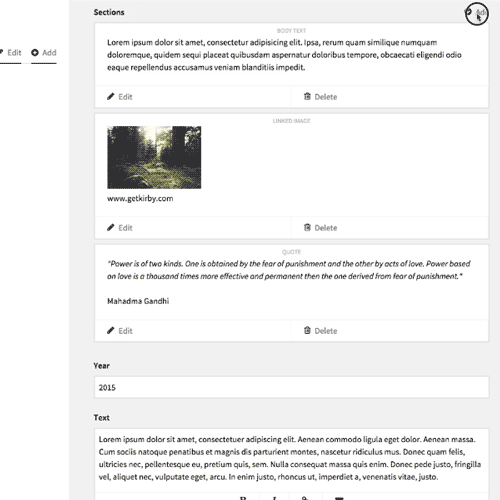 Edit
Add
Sections
Add
BODY TEXT
Lorem ipsum dolor sit amet, consectetur adipisicing elit. Ipsa, rerum quam similique numquam
doloremque, quidem sequi placeat quibusdam aspernatur doloribus tempore, obcaecati eligendi odio
eaque repellendus accusamus veniam blanditiis impedit.
Edit
Delete
LINKED IMAGE
www.getkirby.com
Edit
Delete
QUOTE
"Power is of two kinds. One is obtained by the fear of punishment and the other by acts of love. Power based
on love is a thousand times more effective and permanent then the one derived from fear of punishment."
Mahadma Gandhi
Edit
Delete
Year
2015
Text
Lorem ipsum dolor sit amet, consectetuer adipiscing elit. Aenean commodo ligula eget dolor. Aenean massa.
Cum sociis natoque penatibus et magnis dis parturient montes, nascetur ridiculus mus. Donec quam felis,
ultricies nec, pellentesque eu, pretium quis, sem. Nulla consequat massa quis enim. Donec pede justo, fringilla
vel, aliquet nec, vulputate eget, arcu. In enim justo, rhoncus ut, imperdiet a, venenatis vitae, justo.